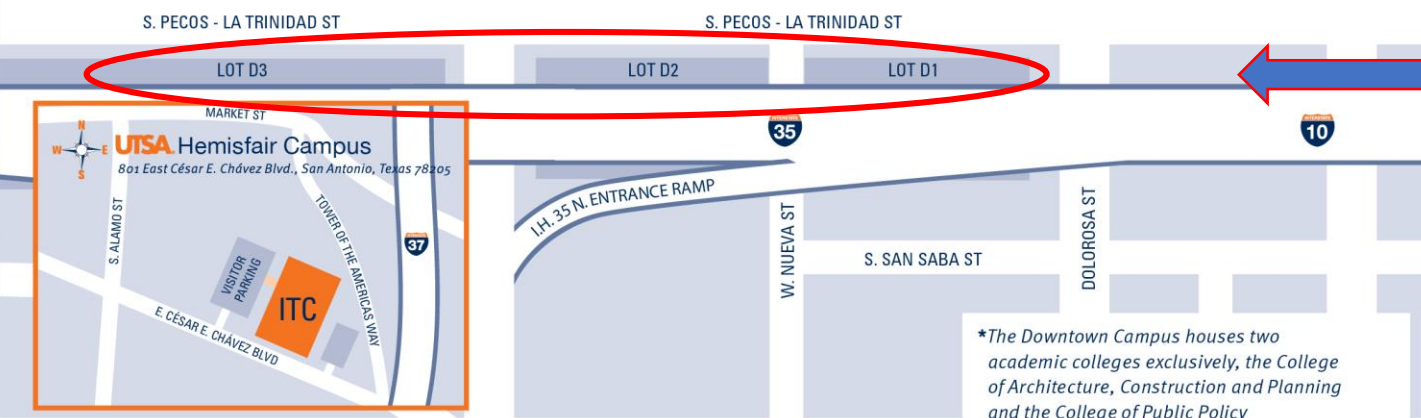 S. PECOS - LA TRINIDAD ST
S. PECOS - LA TRINIDAD ST
LOT D3
LOT D2
LOT D1
MARKET ST
N
W
E
S
UTSA Hemisfair Campus
801 East César E. Chávez Blvd., San Antonio, Texas 78205
INTERSTATE
35
INTERSTATE
10
I.H. 35 N. ENTRANCE RAMP
S. ALAMO ST
TOWER OF THE AMERICAS WAY
37
VISITOR
PARKING
ITC
E. CÉSAR E. CHÁVEZ BLVD
W. NUEVA ST
S. SAN SABA ST
DOLOROSA ST
*The Downtown Campus houses two
academic colleges exclusively, the College
of Architecture, Construction and Planning
and the College of Public Policy